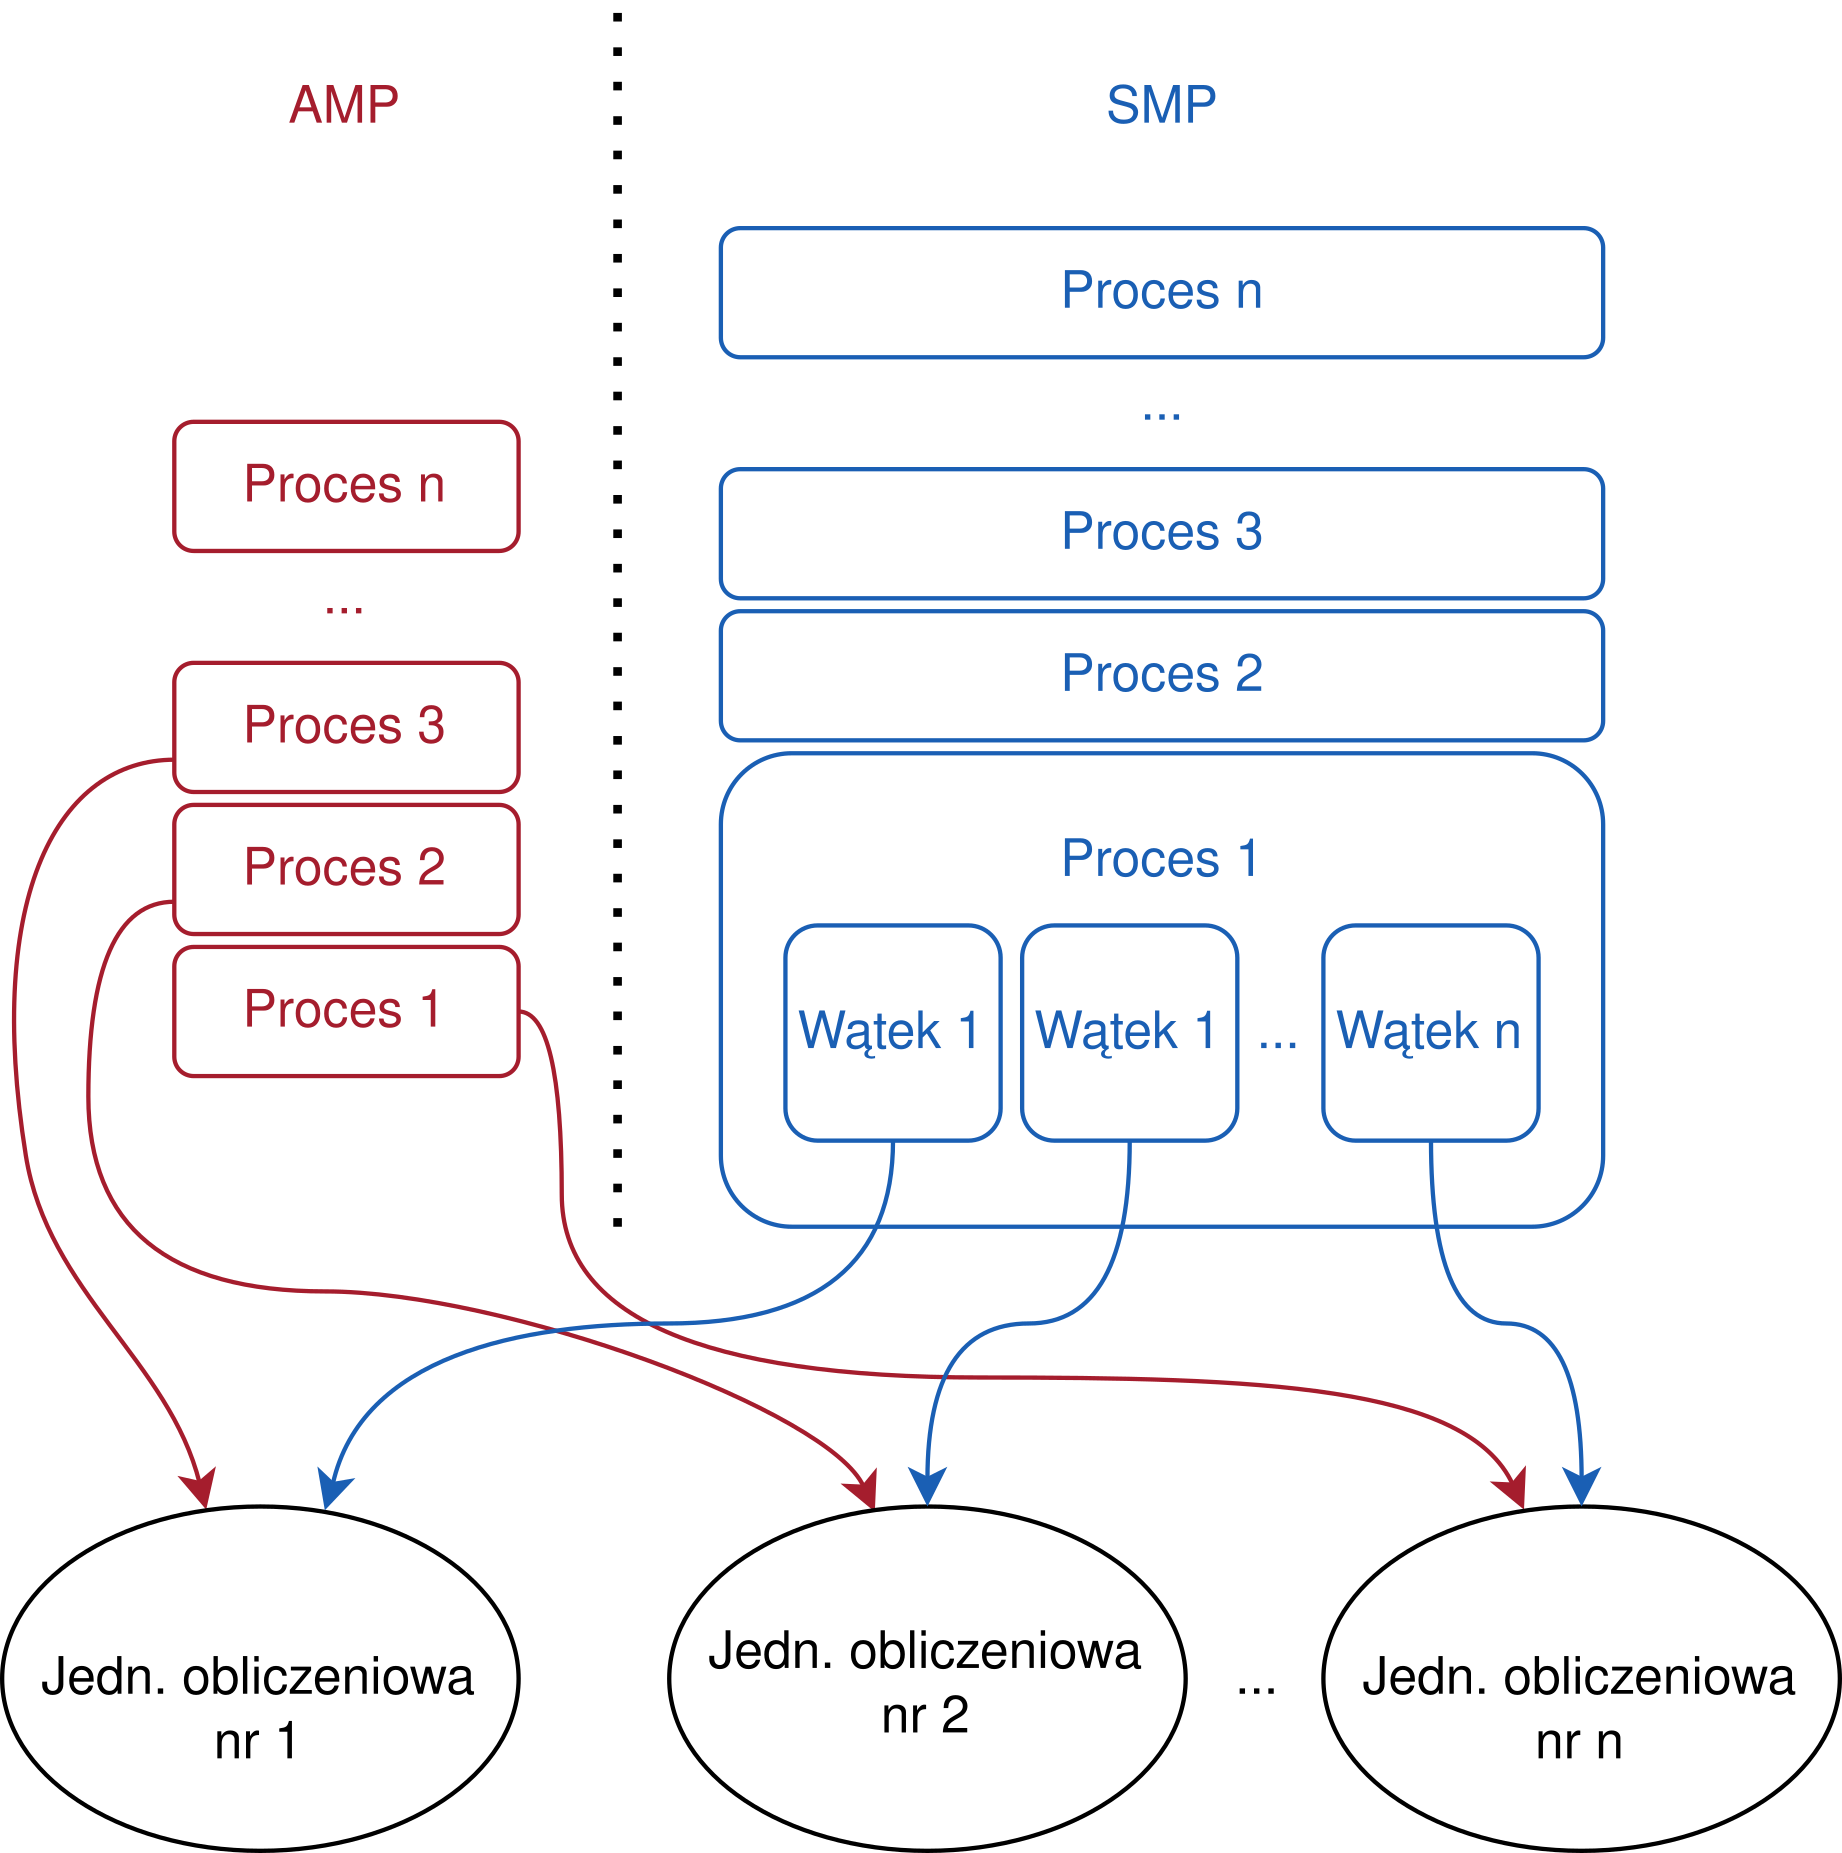 AMP
Proces n
...
Proces 3
Proces 2
Proces 1
SMP
Proces n
...
Proces 3
Proces 2
Proces 1
Wątek 1 Wątek 1 ... Wątek n
Jedn. obliczeniowa
nr 1
Jedn. obliczeniowa
nr 2
...
Jedn. obliczeniowa
nr n